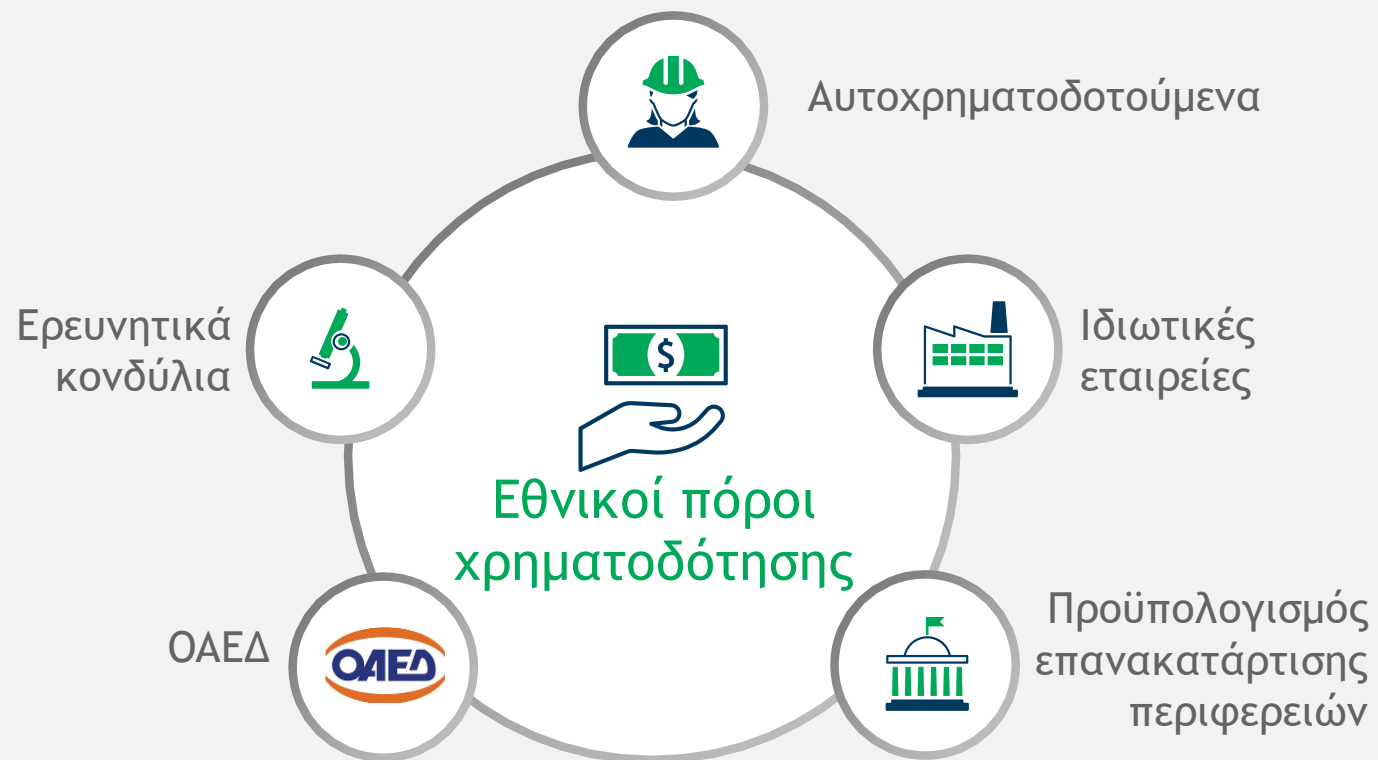 Αυτοχρηματοδοτούμενα
Ερευνητικά
κονδύλια
Ιδιωτικές
εταιρείες
$
Εθνικοί πόροι
χρηματοδότησης
ΟΑΕΔ
ΟΑΕΔ
Προϋπολογισμός
επανακατάρτισης
περιφερειών